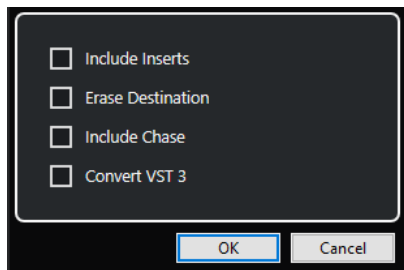 Include Inserts
Erase Destination
Include Chase
Convert VST 3
OK
Cancel